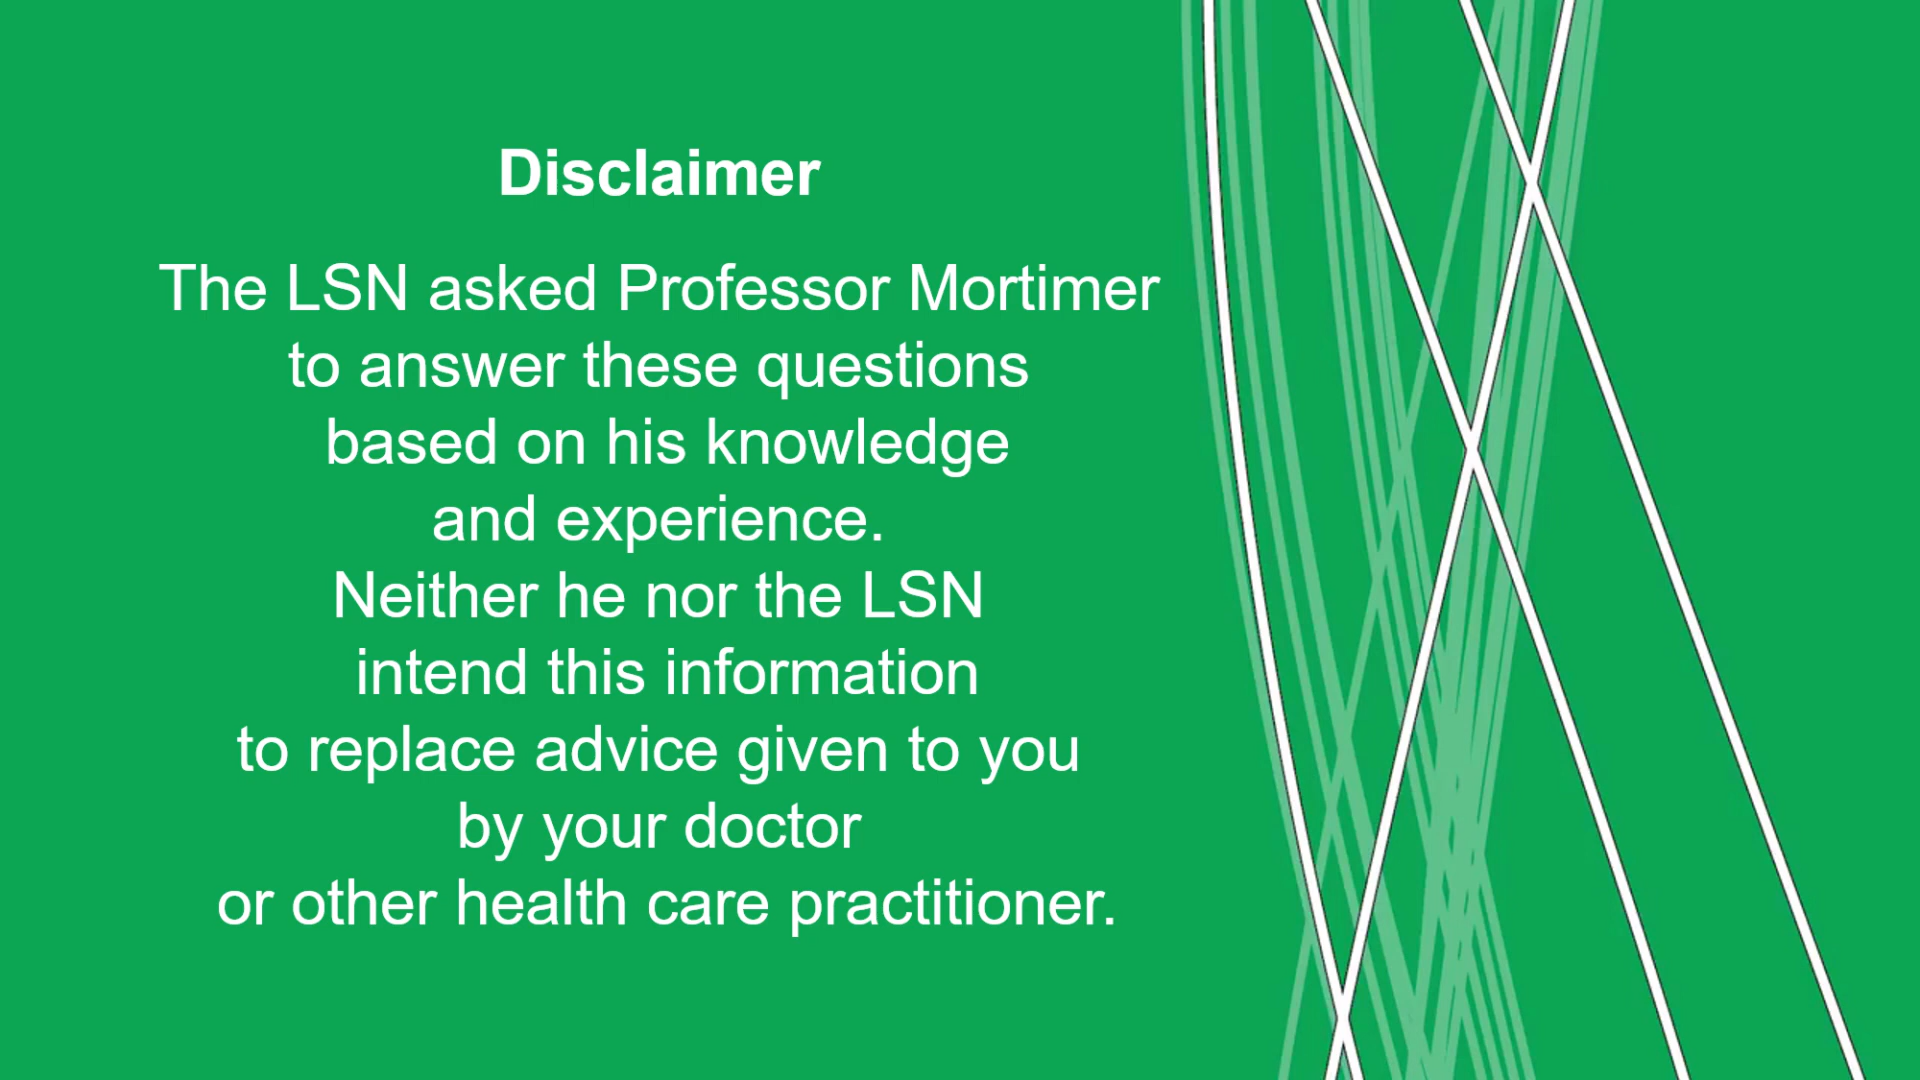 Disclaimer
The LSN asked Professor Mortimer
to answer these questions
based on his knowledge
and experience.
Neither he nor the LSN
intend this information
to replace advice given to you
by your doctor
or other health care practitioner.